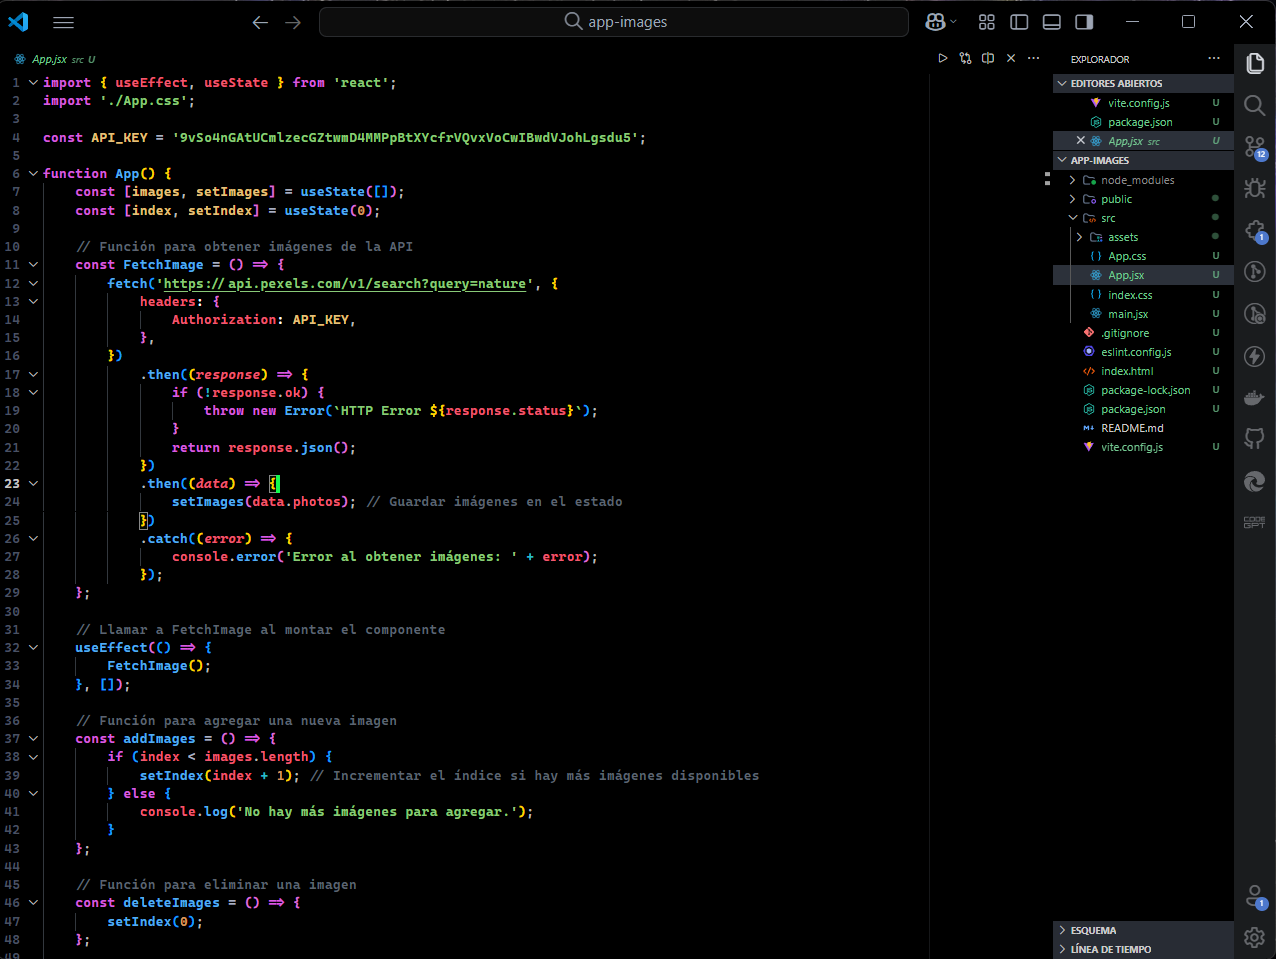 app-images
App.jsx src U
1 import { useEffect, useState } from 'react';
2 import './App.css';
3
4 const API_KEY = '9vSo4nGAtUCmlzecGZtwmD4MMPpBtXYcfrVQvxVoCwIBwdVJohLgsdu5';
5
6 function App() {
7 const [images, setImages] = useState([]);
8 const [index, setIndex] = useState(0);
9
10 // Función para obtener imágenes de la API
11 const FetchImage = () => {
12 fetch('https://api.pexels.com/v1/search?query=nature', {
13 headers: {
14 Authorization: API_KEY,
15 },
16 })
17 .then((response) => {
18 if (!response.ok) {
19 throw new Error(`HTTP Error ${response.status}`);
20 }
21 return response.json();
22 })
23 .then((data) => {
24 setImages(data.photos); // Guardar imágenes en el estado
25 })
26 .catch((error) => {
27 console.error('Error al obtener imágenes: ' + error);
28 });
29 };
30
31 // Llamar a FetchImage al montar el componente
32 useEffect(() => {
33 FetchImage();
34 }, []);
35
36 // Función para agregar una nueva imagen
37 const addImages = () => {
38 if (index < images.length) {
39 setIndex(index + 1); // Incrementar el índice si hay más imágenes disponibles
40 } else {
41 console.log('No hay más imágenes para agregar.');
42 }
43 };
44
45 // Función para eliminar una imagen
46 const deleteImages = () => {
47 setIndex(0);
48 };
49
EXPLORADOR
EDITORES ABIERTOS
vite.config.js U
package.json U
App.jsx src U
APP-IMAGES
node_modules
public
src
assets
App.css U
App.jsx U
index.css U
main.jsx U
.gitignore U
eslint.config.js U
index.html U
package-lock.json U
package.json U
README.md
vite.config.js U
ESQUEMA
LÍNEA DE TIEMPO
12
1
CODE
GPT
1